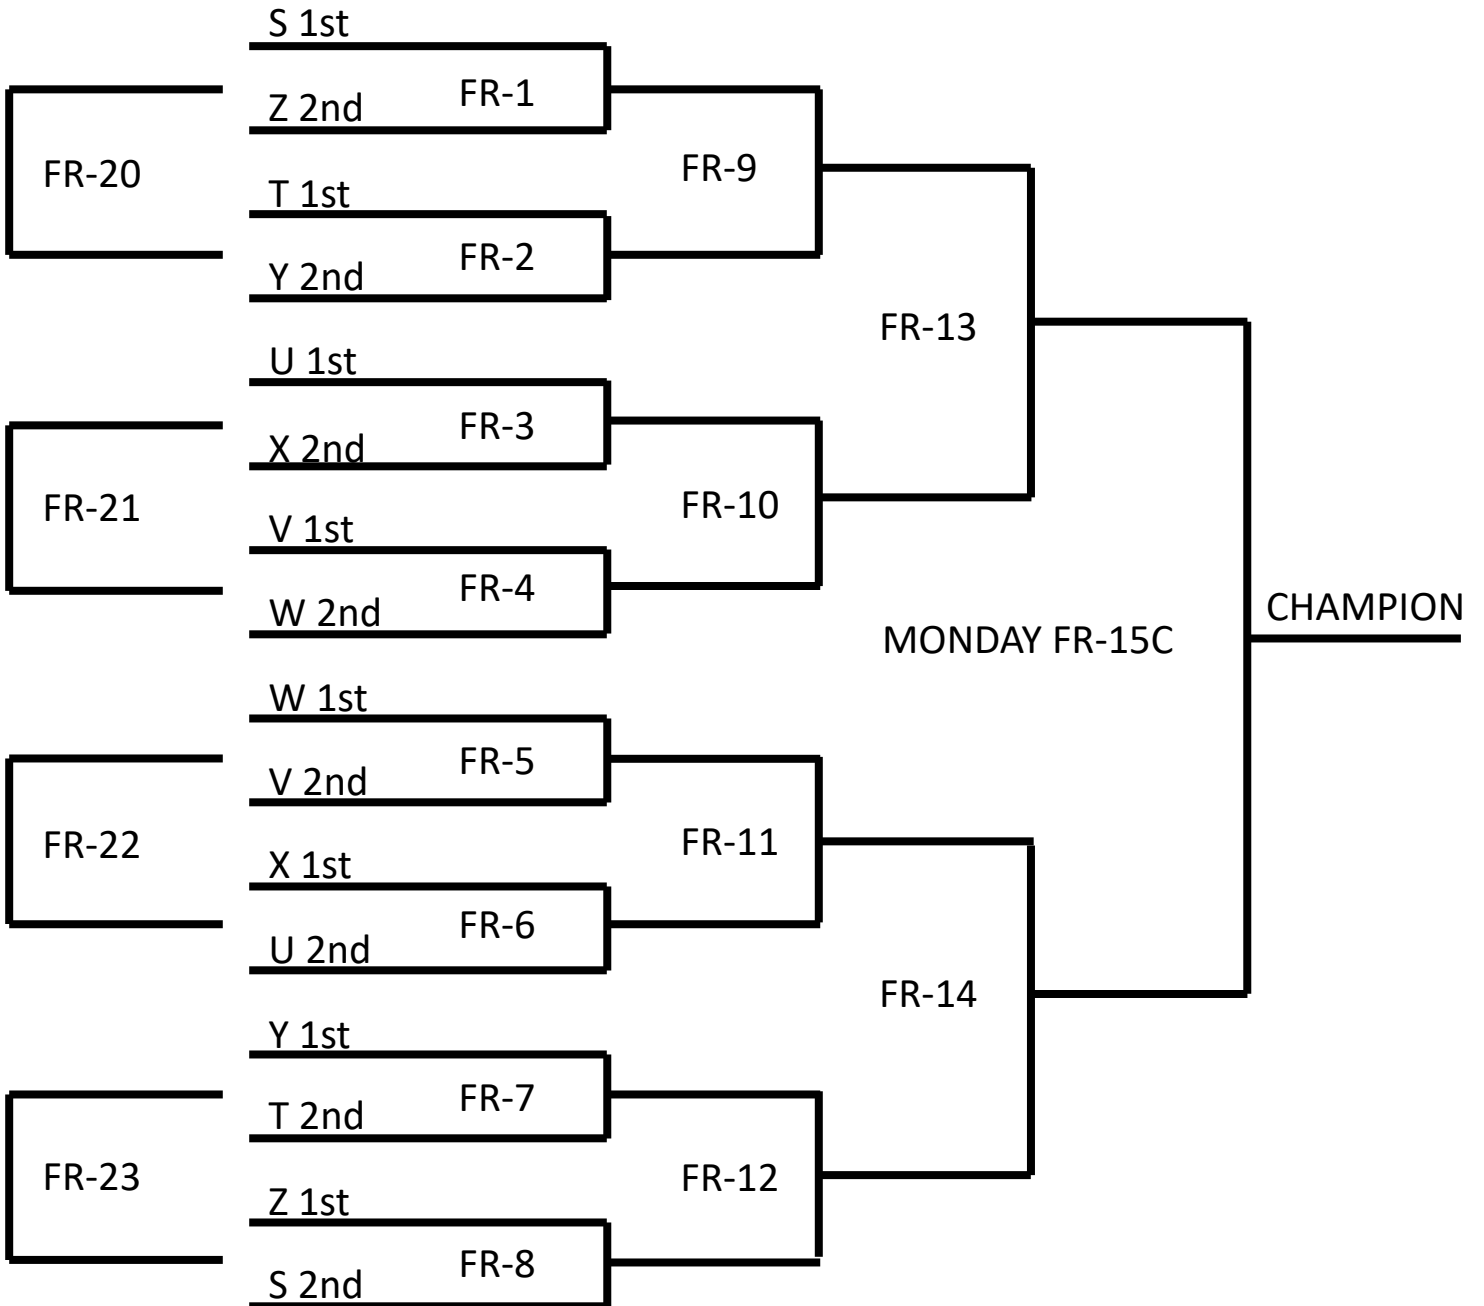 S 1st
FR-1
Z 2nd
FR-20
FR-9
T 1st
FR-2
Y 2nd
FR-13
U 1st
FR-3
X 2nd
FR-21
FR-10
V 1st
FR-4
W 2nd
CHAMPION
MONDAY FR-15C
W 1st
FR-5
V 2nd
FR-22
FR-11
X 1st
FR-6
U 2nd
FR-14
Y 1st
FR-7
T 2nd
FR-23
FR-12
Z 1st
FR-8
S 2nd